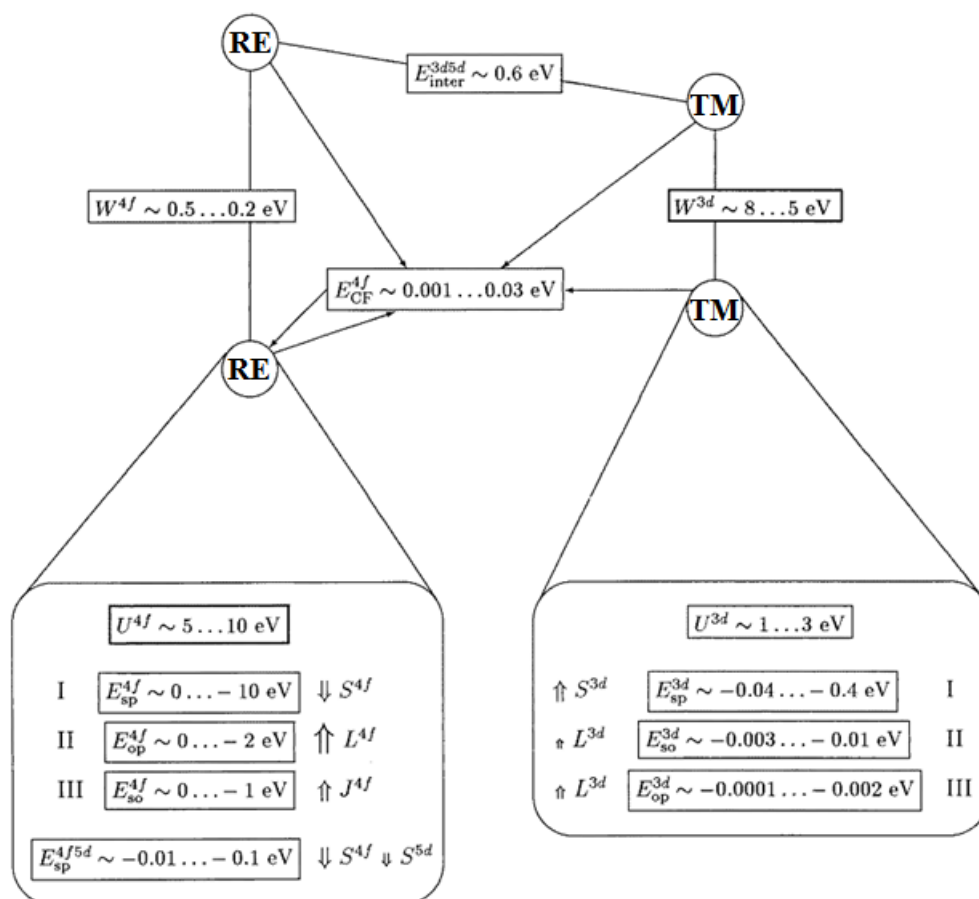 RE
E_inter^3d5d ∼ 0.6 eV
TM
W^4f ∼ 0.5 ... 0.2 eV
W^3d ∼ 8 ... 5 eV
E_CF^4f ∼ 0.001 ... 0.03 eV
TM
RE
U^4f ∼ 5 ... 10 eV
I E_sp^4f ∼ 0 ... − 10 eV ⇓ S^4f
II E_op^4f ∼ 0 ... − 2 eV ⇑ L^4f
III E_so^4f ∼ 0 ... − 1 eV ⇑ J^4f
E_sp^4f5d ∼ −0.01 ... − 0.1 eV ⇓ S^4f ⇓ S^5d
U^3d ∼ 1 ... 3 eV
⇑ S^3d E_sp^3d ∼ −0.04 ... − 0.4 eV I
⇑ L^3d E_so^3d ∼ −0.003 ... − 0.01 eV II
⇑ L^3d E_op^3d ∼ −0.0001 ... − 0.002 eV III